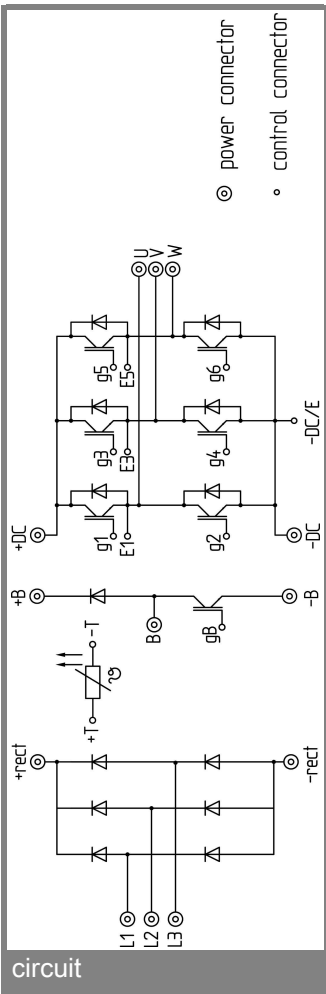 power connector
control connector
U
V
W
g5
E5
g6
g3
E3
g4
-DC/E
+DC
g1
E1
g2
-DC
+B
B
gB
-B
-T
+T
ϑ
+rect
-rect
L1
L2
L3
circuit